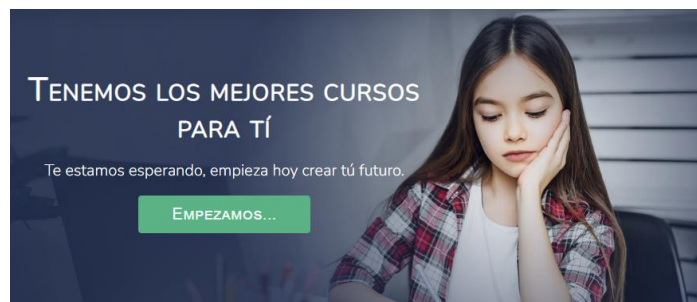 Tenemos los mejores cursos
para tí
Te estamos esperando, empieza hoy crear tú futuro.
Empezamos...